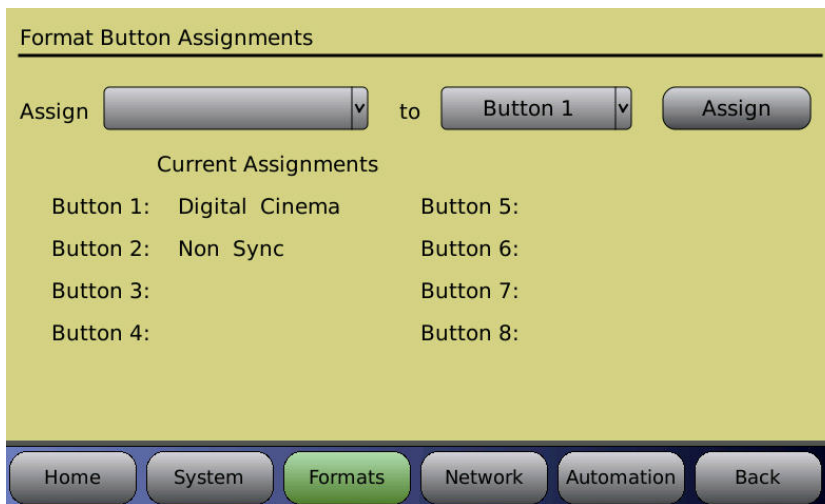 Format Button Assignments
Assign to Button 1 Assign
Current Assignments
Button 1: Digital Cinema Button 5:
Button 2: Non Sync Button 6:
Button 3: Button 7:
Button 4: Button 8:
Home System Formats Network Automation Back